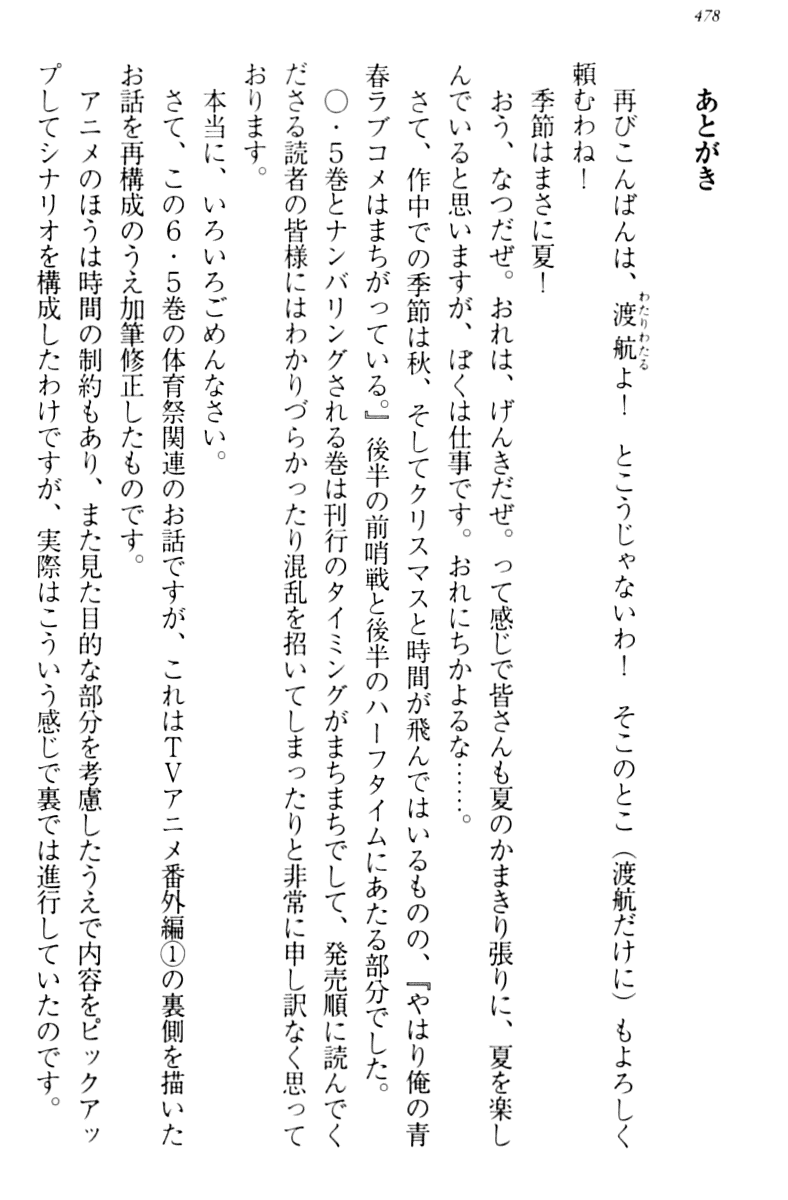 478
あとがき
再びこんばんは、渡航よ！　とこうじゃないわ！　そこのとこ（渡航だけに）もよろしく
わたりわたる
頼むわね！
季節はまさに夏！
おう、なつだぜ。おれは、げんきだぜ。って感じで皆さんも夏のかまきり張りに、夏を楽し
んでいると思いますが、ぼくは仕事です。おれにちかよるな……。
さて、作中での季節は秋、そしてクリスマスと時間が飛んではいるものの、『やはり俺の青
春ラブコメはまちがっている。』後半の前哨戦と後半のハーフタイムにあたる部分でした。
〇・５巻とナンバリングされる巻は刊行のタイミングがまちまちでして、発売順に読んでく
ださる読者の皆様にはわかりづらかったり混乱を招いてしまったりと非常に申し訳なく思って
おります。
本当に、いろいろごめんなさい。
さて、この６・５巻の体育祭関連のお話ですが、これはＴＶアニメ番外編①の裏側を描いた
お話を再構成のうえ加筆修正したものです。
アニメのほうは時間の制約もあり、また見た目的な部分を考慮したうえで内容をピックアッ
プしてシナリオを構成したわけですが、実際はこういう感じで裏では進行していたのです。